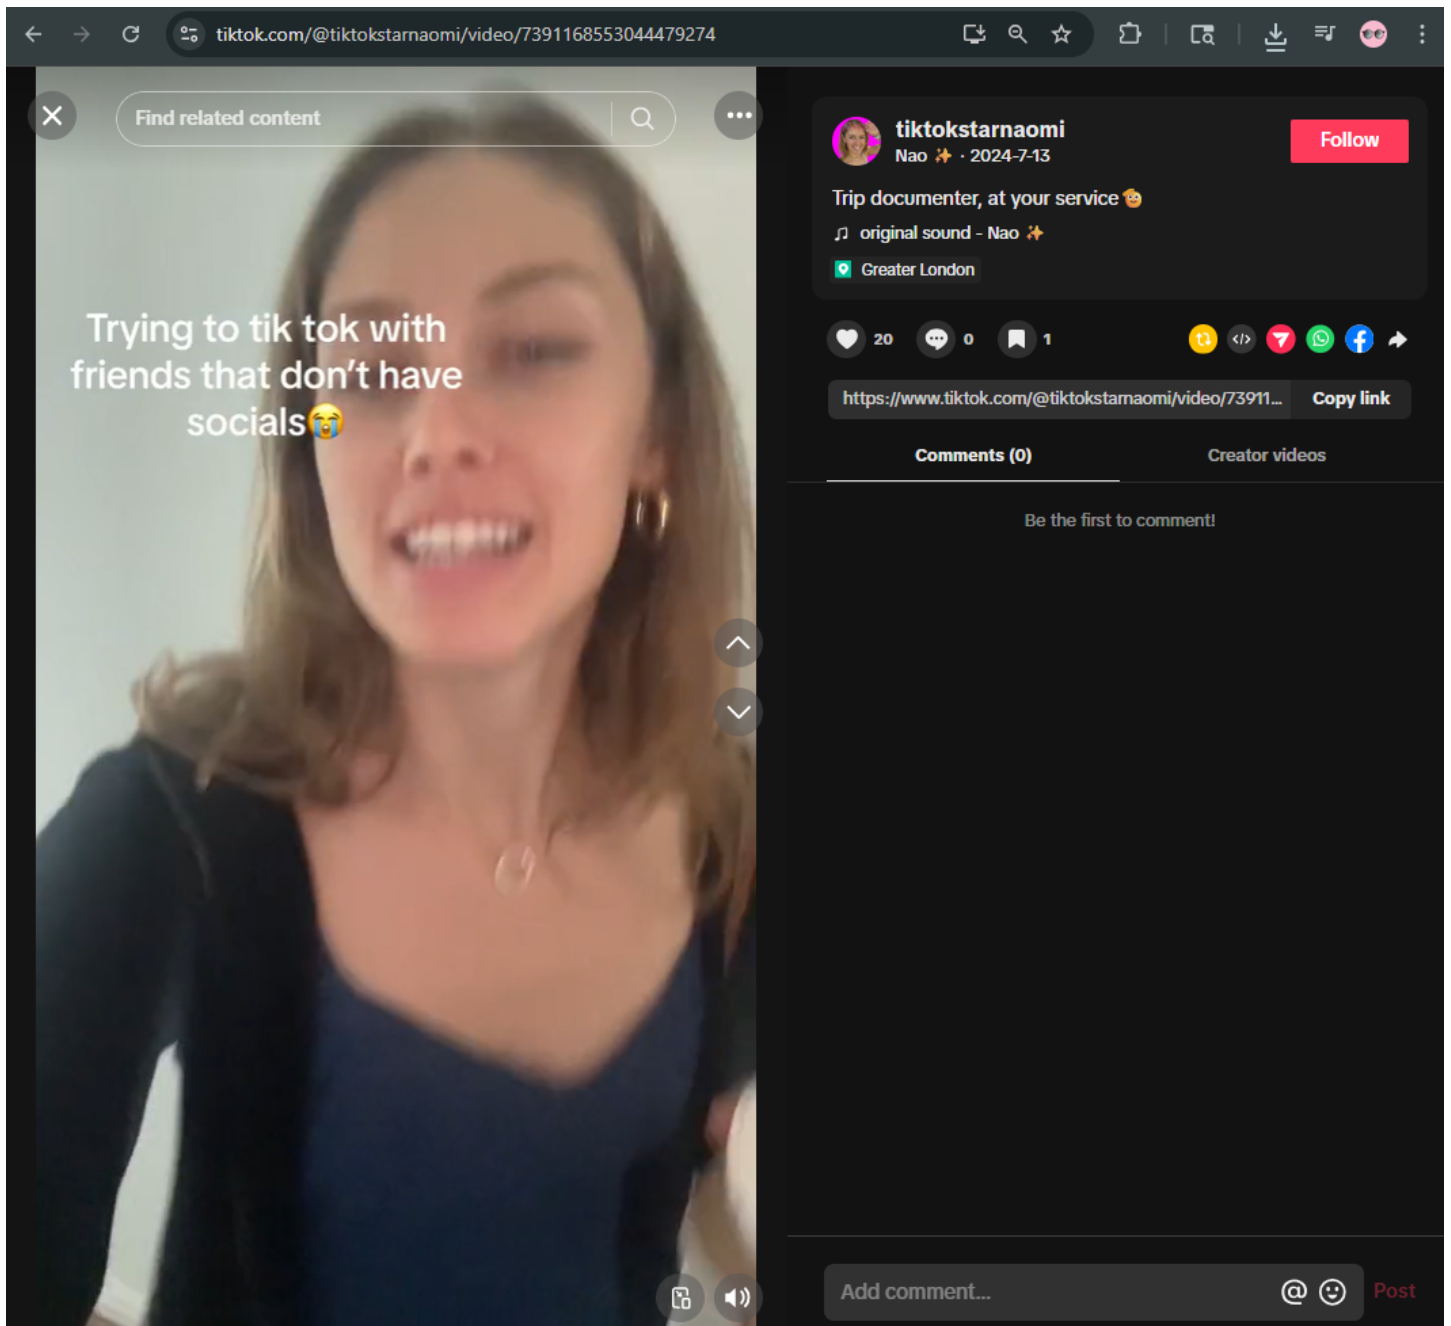 tiktok.com/@tiktokstarnaomi/video/7391168553044479274
Find related content
Trying to tik tok with
friends that don't have
socials😭
tiktokstarnaomi
Nao ✨ · 2024-7-13
Follow
Trip documenter, at your service🫡
original sound - Nao ✨
Greater London
20
0
1
https://www.tiktok.com/@tiktokstarnaomi/video/73911...
Copy link
Comments (0)
Creator videos
Be the first to comment!
Add comment...
Post